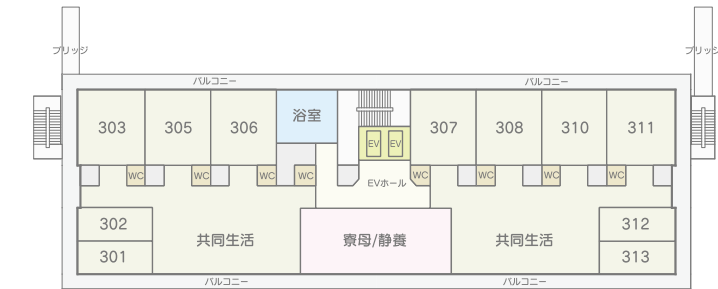 ブリッジ
ブリッジ
バルコニー
バルコニー
303
305
306
浴室
EV
EV
307
308
310
311
WC
WC
WC
WC
EVホール
WC
WC
WC
WC
302
301
共同生活
寮母/静養
共同生活
312
313
バルコニー
バルコニー